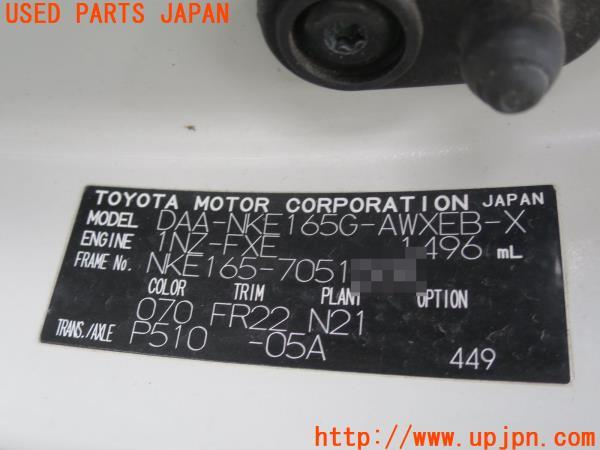 USED PARTS JAPAN
TOYOTA MOTOR CORPORATION JAPAN
MODEL DAA-NKE165G-AWXEB-X
ENGINE 1NZ-FXE 1496 mL
FRAME No. NKE165-7051
COLOR TRIM PLANT OPTION
070 FR22 N21
TRANS./AXLE P510 -05A
449
http://www.upjpn.com/